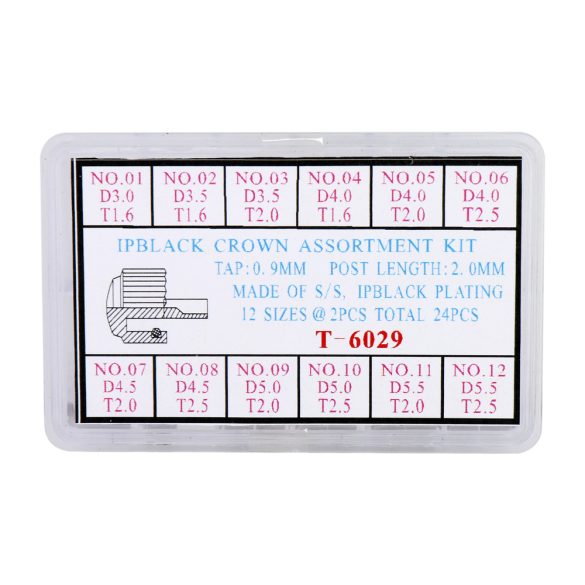 NO.01 NO.02 NO.03 NO.04 NO.05 NO.06
D3.0 D3.5 D3.5 D4.0 D4.0 D4.0
T1.6 T1.6 T2.0 T1.6 T2.0 T2.5
IPBLACK CROWN ASSORTMENT KIT
TAP:0.9MM POST LENGTH:2.0MM
MADE OF S/S, IPBLACK PLATING
12 SIZES @ 2PCS TOTAL 24PCS
T-6029
NO.07 NO.08 NO.09 NO.10 NO.11 NO.12
D4.5 D4.5 D5.0 D5.0 D5.5 D5.5
T2.0 T2.5 T2.0 T2.5 T2.0 T2.5